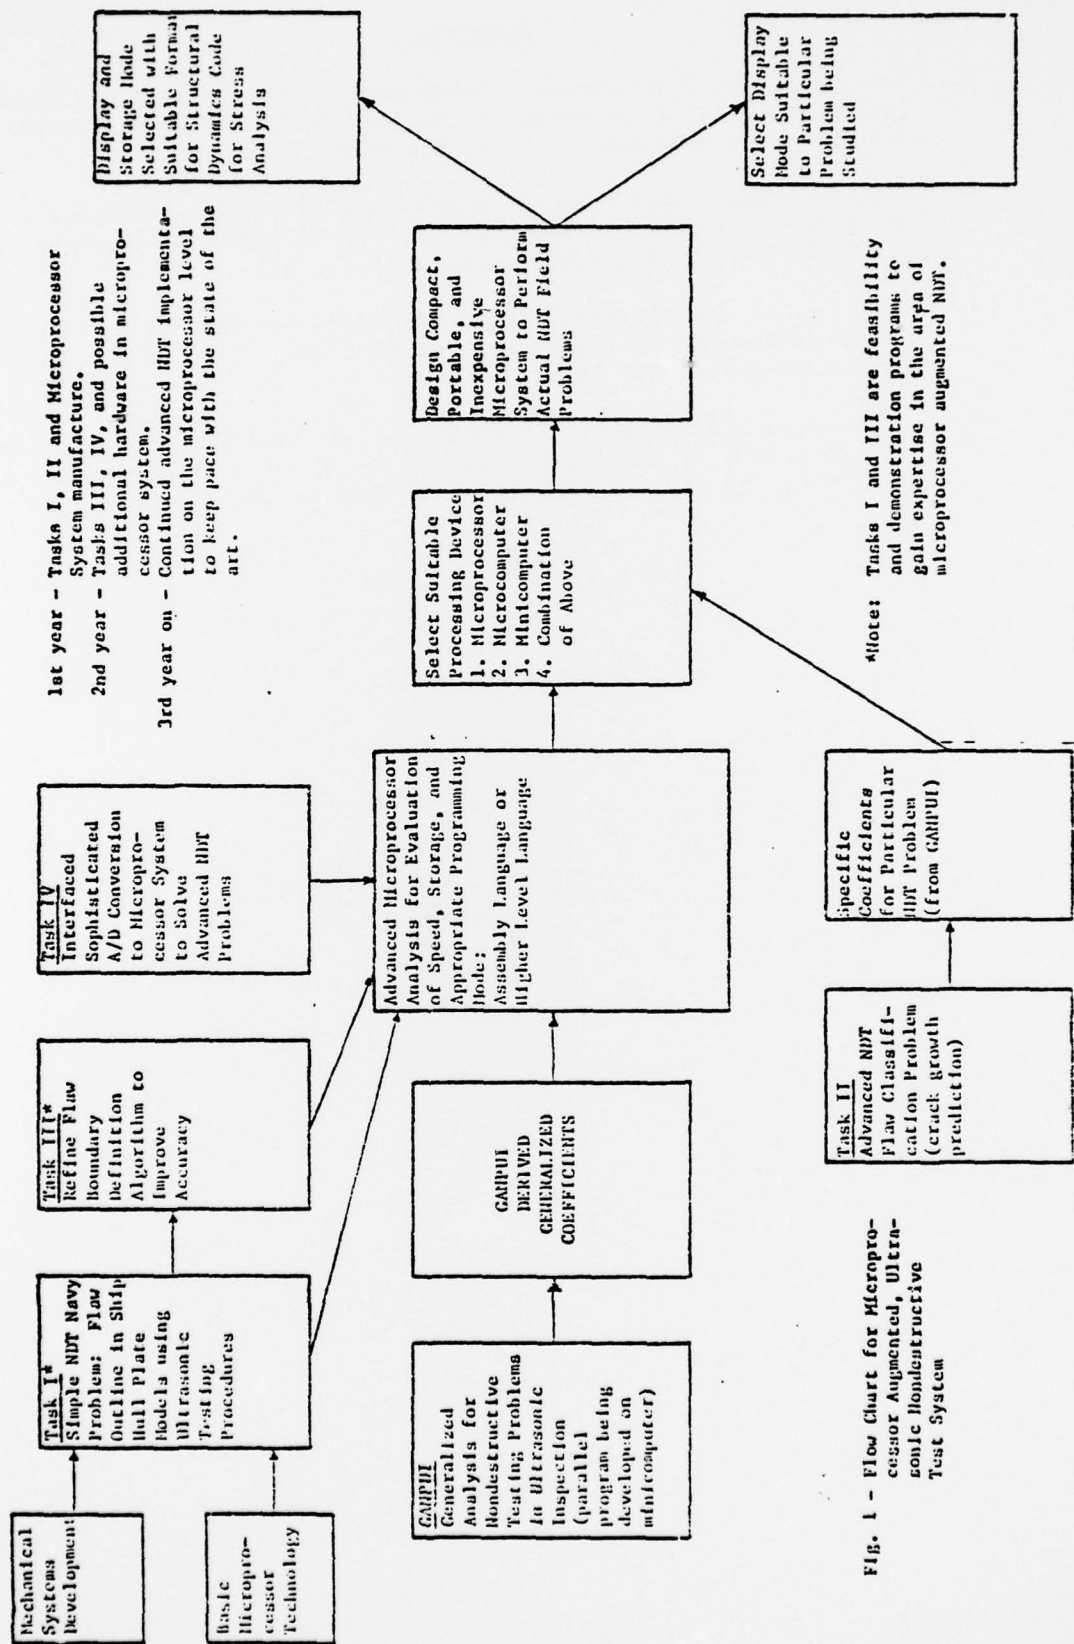 Mechanical
Systems
Development
Basic
Micropro-
cessor
Technology
Task I*
Simple NDT Navy
Problem: Flaw
Outline in Ship
Hull Plate
Models using
Ultrasonic
Testing
Procedures
Task III*
Refine Flaw
Boundary
Definition
Algorithm to
Improve
Accuracy
Task IV
Interfaced
Sophisticated
A/D Conversion
to Micropro-
cessor System
to Solve
Advanced NDT
Problems
1st year - Tasks I, II and Microprocessor
System manufacture.
2nd year - Tasks III, IV, and possible
additional hardware in micropro-
cessor system.
3rd year on - Continued advanced NDT implementa-
tion on the microprocessor level
to keep pace with the state of the
art.
Display and
Storage Mode
Selected with
Suitable Format
for Structural
Dynamics Code
for Stress
Analysis
GANPUI
Generalized
Analysis for
Nondestructive
Testing Problems
in Ultrasonic
Inspection
(parallel
program being
developed on
minicomputer)
GANPUI
DERIVED
GENERALIZED
COEFFICIENTS
Advanced Microprocessor
Analysis for Evaluation
of Speed, Storage, and
Appropriate Programming
Mode:
Assembly Language or
Higher Level Language
Select Suitable
Processing Device
1. Microprocessor
2. Microcomputer
3. Minicomputer
4. Combination
of Above
Design Compact,
Portable, and
Inexpensive
Microprocessor
System to Perform
Actual NDT Field
Problems
Select Display
Mode Suitable
to Particular
Problem being
Studied
Task II
Advanced NDT
Flaw Classifi-
cation Problem
(crack growth
prediction)
Specific
Coefficients
for Particular
NDT Problem
(from GANPUI)
*Note: Tasks I and III are feasibility
and demonstration programs to
gain expertise in the area of
microprocessor augmented NDT.
Fig. 1 - Flow Chart for Micropro-
cessor Augmented, Ultra-
sonic Nondestructive
Test System